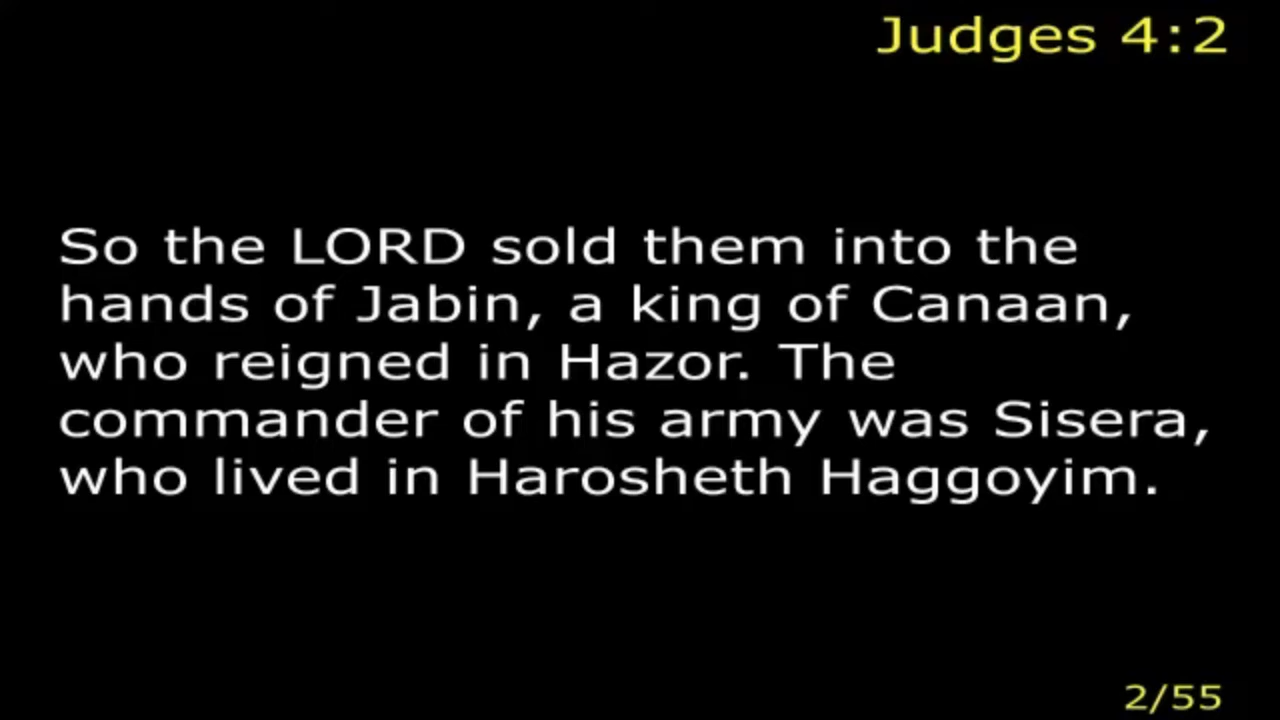 Judges 4:2
So the LORD sold them into the
hands of Jabin, a king of Canaan,
who reigned in Hazor. The
commander of his army was Sisera,
who lived in Harosheth Haggoyim.
2/55